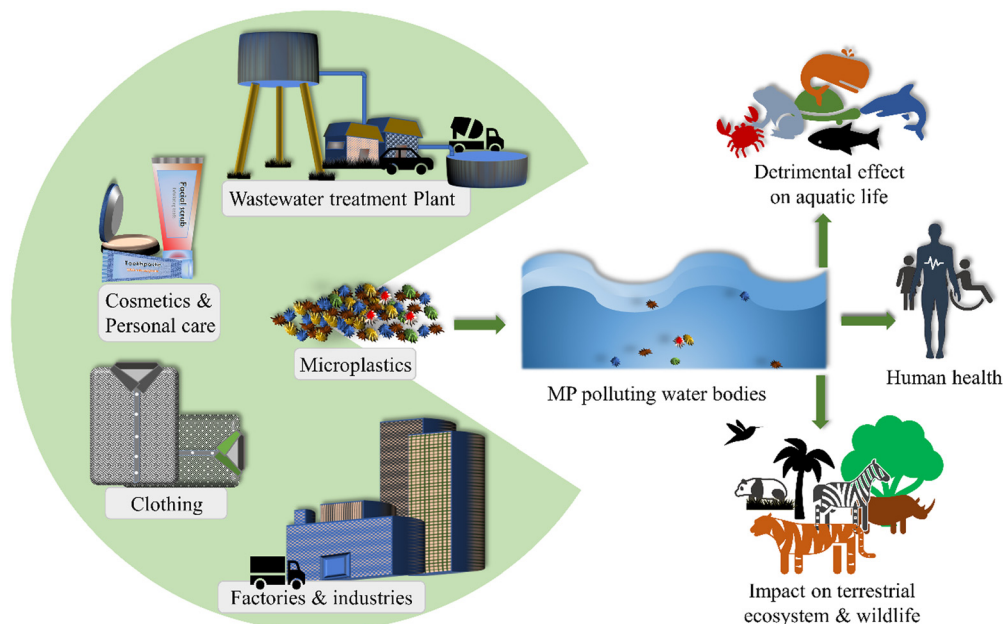 Wastewater treatment Plant
Facial scrub
Toothpaste
Cosmetics &
Personal care
Microplastics
Clothing
Factories & industries
MP polluting water bodies
Detrimental effect
on aquatic life
Human health
Impact on terrestrial
ecosystem & wildlife